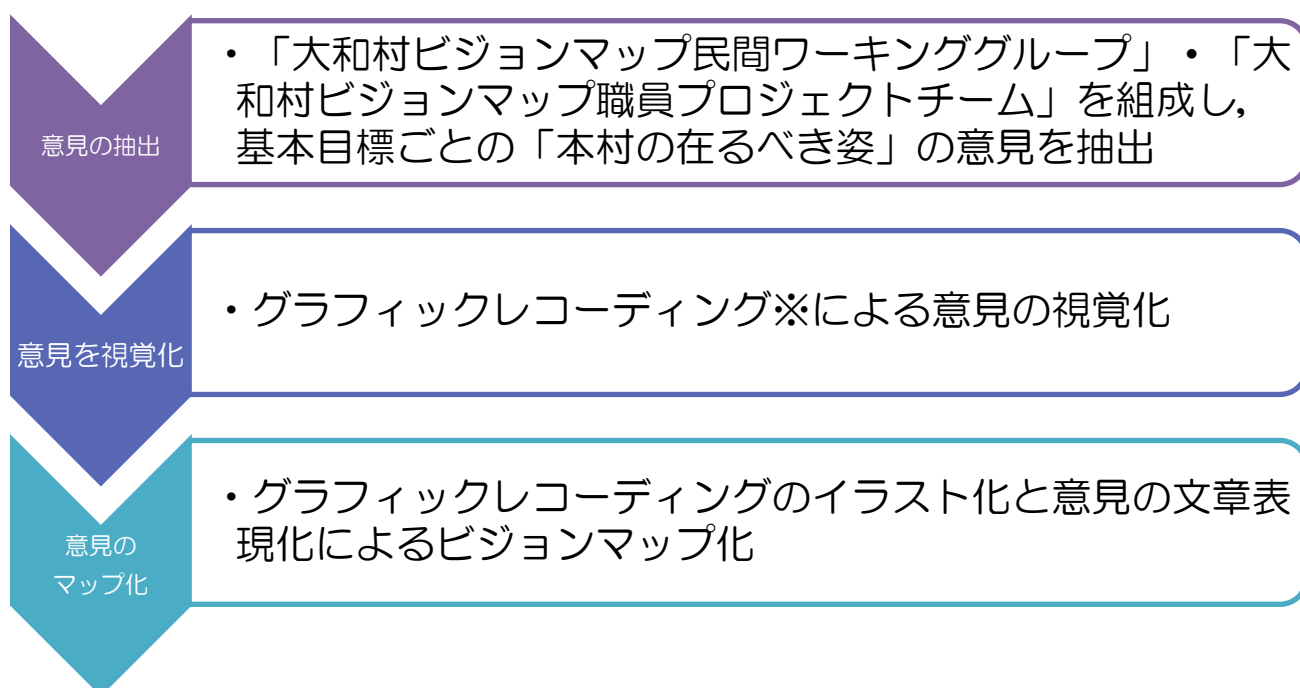 意見の抽出
・「大和村ビジョンマップ民間ワーキンググループ」・「大
和村ビジョンマップ職員プロジェクトチーム」を組成し,
基本目標ごとの「本村の在るべき姿」の意見を抽出
意見を視覚化
・グラフィックレコーディング※による意見の視覚化
意見の
マップ化
・グラフィックレコーディングのイラスト化と意見の文章表
現化によるビジョンマップ化